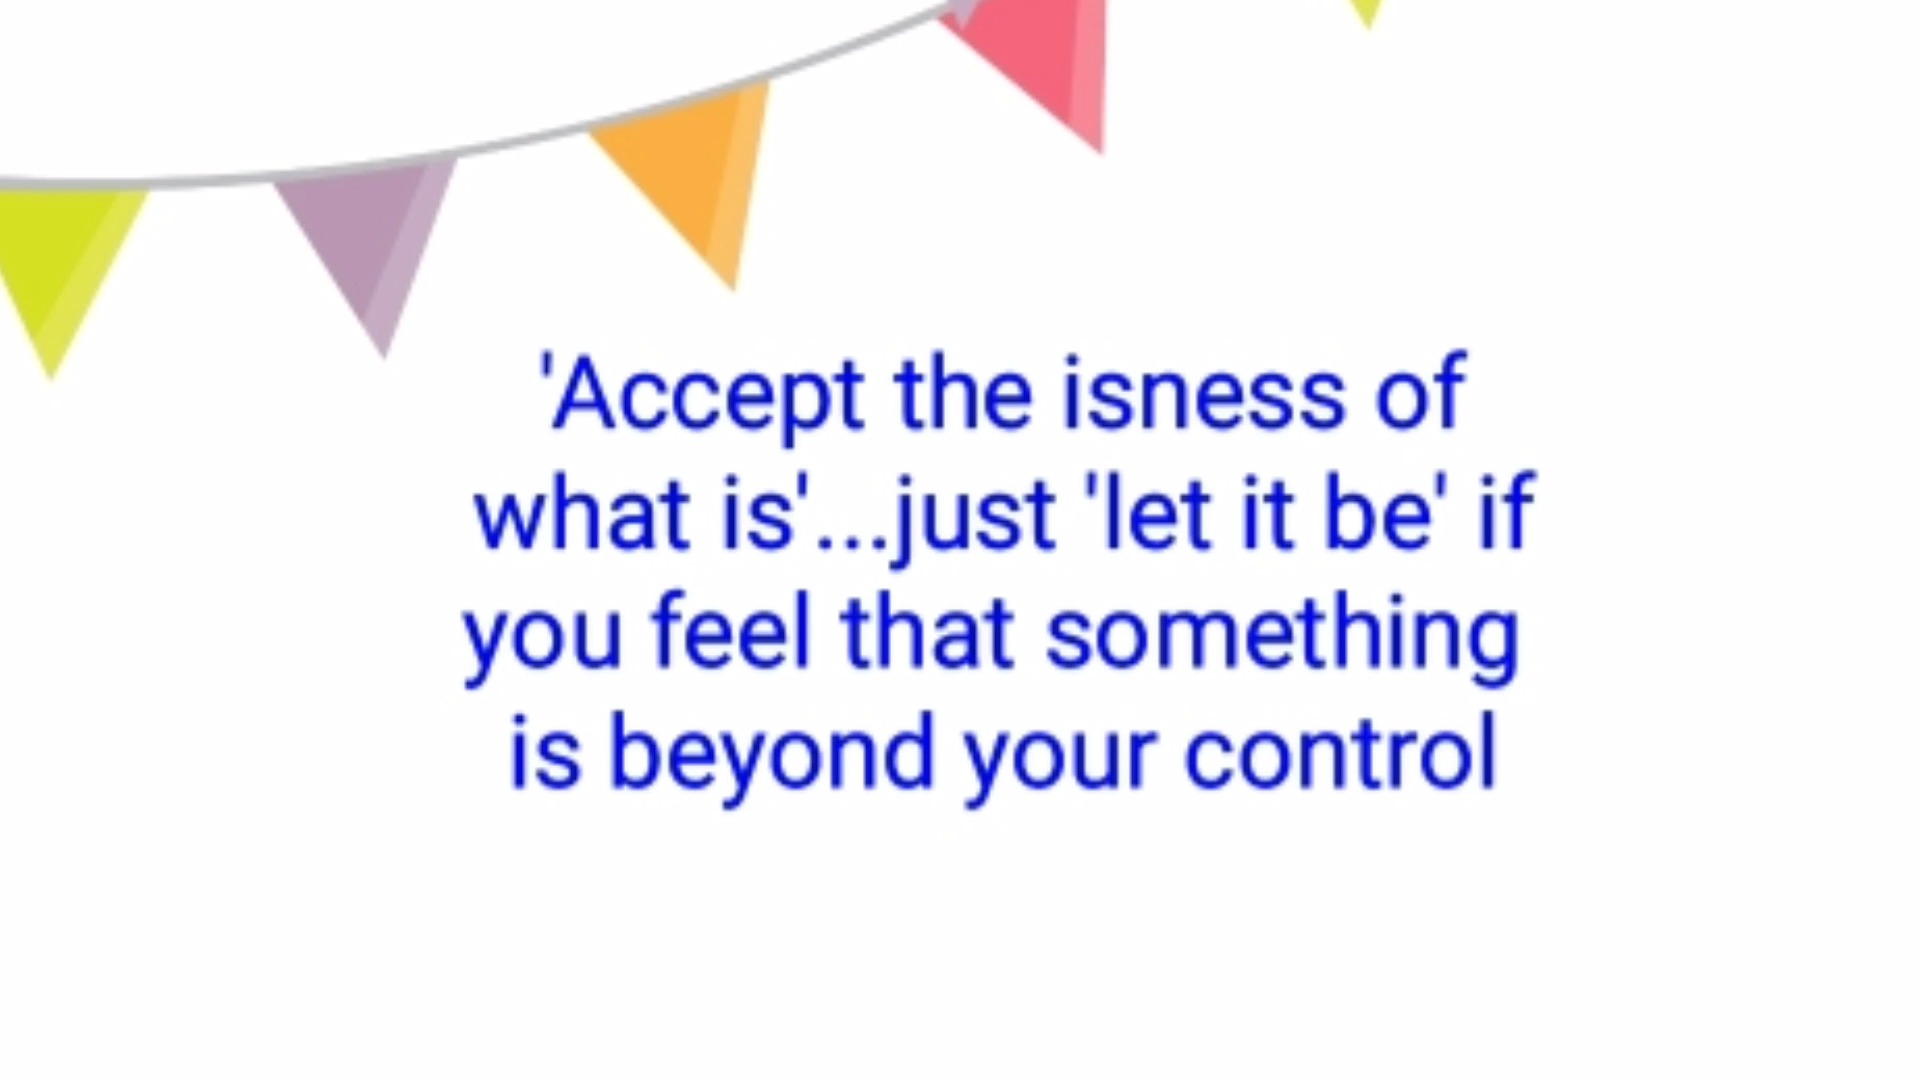 'Accept the isness of
what is'...just 'let it be' if
you feel that something
is beyond your control